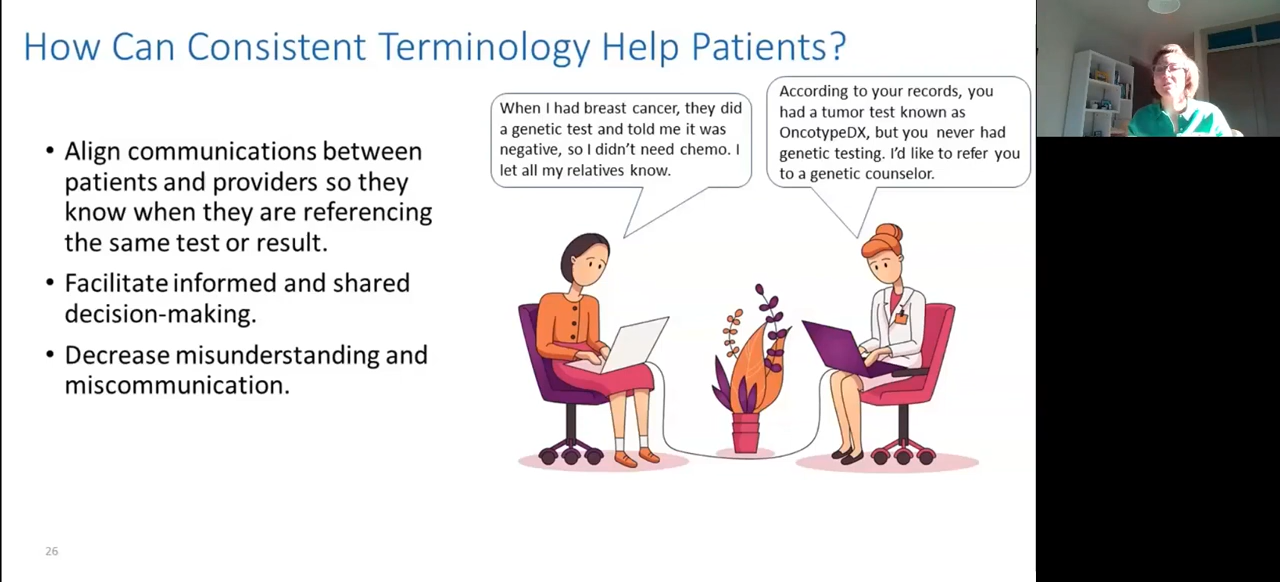 How Can Consistent Terminology Help Patients?
• Align communications between
patients and providers so they
know when they are referencing
the same test or result.
• Facilitate informed and shared
decision-making.
• Decrease misunderstanding and
miscommunication.
When I had breast cancer, they did
a genetic test and told me it was
negative, so I didn't need chemo. I
let all my relatives know.
According to your records, you
had a tumor test known as
OncotypeDX, but you never had
genetic testing. I'd like to refer you
to a genetic counselor.
26